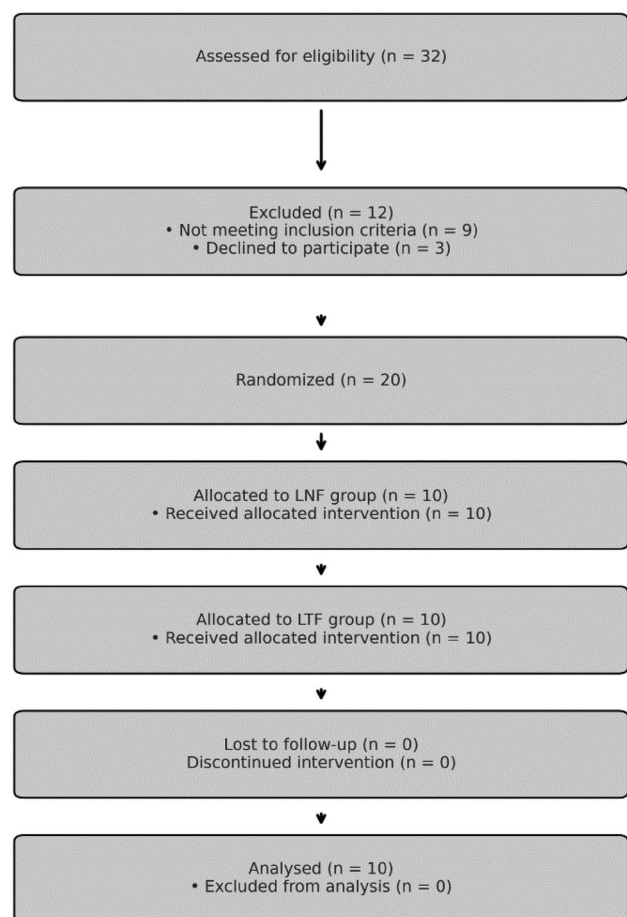 Assessed for eligibility (n = 32)
Excluded (n = 12)
• Not meeting inclusion criteria (n = 9)
• Declined to participate (n = 3)
Randomized (n = 20)
Allocated to LNF group (n = 10)
• Received allocated intervention (n = 10)
Allocated to LTF group (n = 10)
• Received allocated intervention (n = 10)
Lost to follow-up (n = 0)
Discontinued intervention (n = 0)
Analysed (n = 10)
• Excluded from analysis (n = 0)